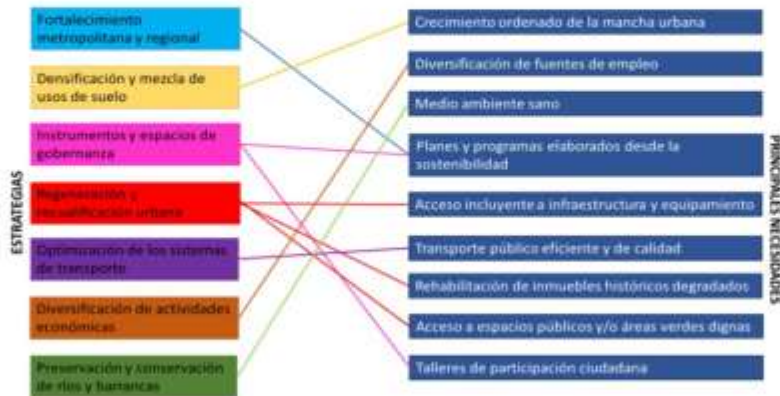 Fortalecimiento
metropolitana y regional
Densificación y mezcla de
usos de suelo
Instrumentos y espacios de
gobernanza
Regeneración y
recualificación urbana
Optimización de los sistemas
de transporte
Diversificación de actividades
económicas
Preservación y conservación
de ríos y barrancas
ESTRATEGIAS
Crecimiento ordenado de la mancha urbana
Diversificación de fuentes de empleo
Medio ambiente sano
Planes y programas elaborados desde la
sostenibilidad
Acceso incluyente a infraestructura y equipamiento
Transporte público eficiente y de calidad
Rehabilitación de inmuebles históricos degradados
Acceso a espacios públicos y/o áreas verdes dignas
Talleres de participación ciudadana
PRINCIPALES NECESIDADES